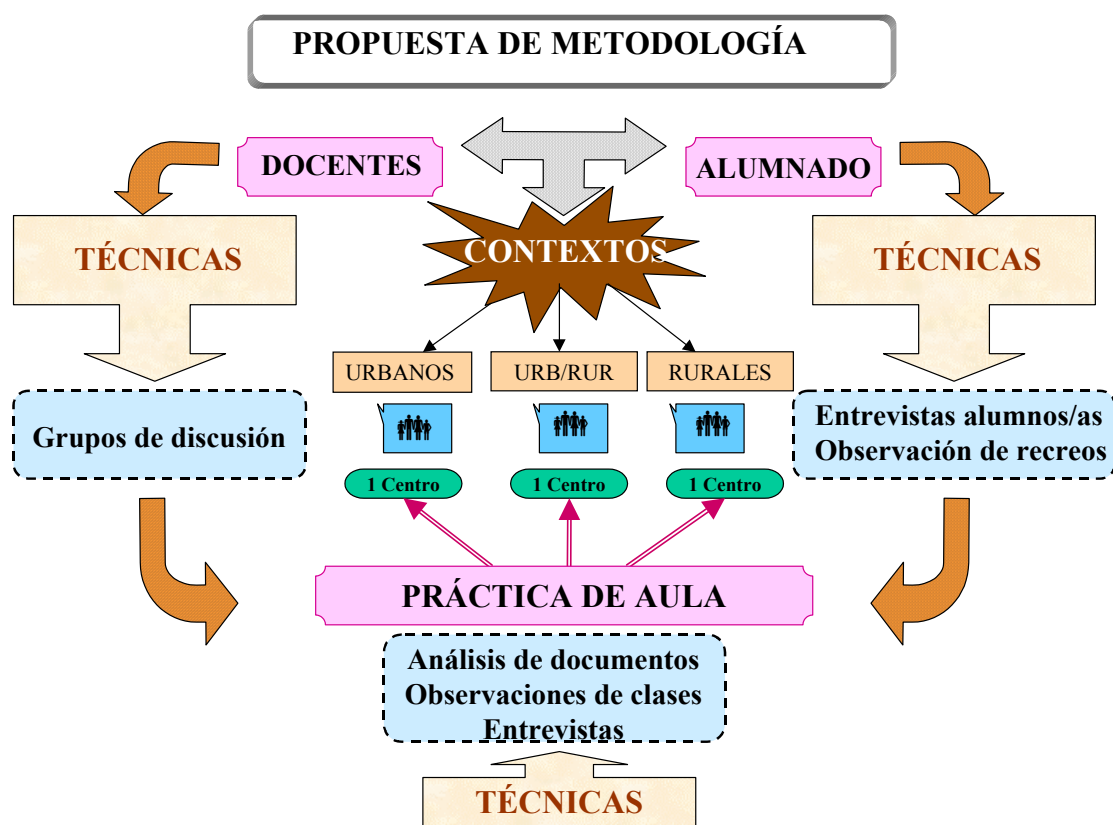 PROPUESTA DE METODOLOGÍA
DOCENTES
ALUMNADO
TÉCNICAS
CONTEXTOS
TÉCNICAS
URBANOS
URB/RUR
RURALES
Grupos de discusión
Entrevistas alumnos/as
Observación de recreos
1 Centro
1 Centro
1 Centro
PRÁCTICA DE AULA
Análisis de documentos
Observaciones de clases
Entrevistas
TÉCNICAS